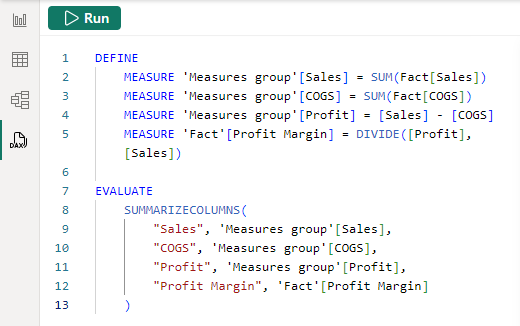 Run
1 DEFINE
2 MEASURE 'Measures group'[Sales] = SUM(Fact[Sales])
3 MEASURE 'Measures group'[COGS] = SUM(Fact[COGS])
4 MEASURE 'Measures group'[Profit] = [Sales] - [COGS]
5 MEASURE 'Fact'[Profit Margin] = DIVIDE([Profit],
[Sales])
6
7 EVALUATE
8 SUMMARIZECOLUMNS(
9 "Sales", 'Measures group'[Sales],
10 "COGS", 'Measures group'[COGS],
11 "Profit", 'Measures group'[Profit],
12 "Profit Margin", 'Fact'[Profit Margin]
13 )
DAX